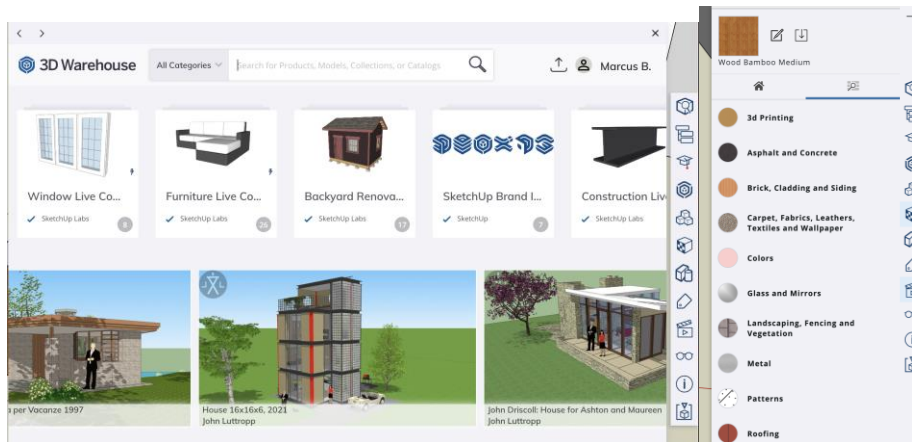 3D Warehouse
All Categories
Search for Products, Models, Collections, or Catalogs
Marcus B.
Window Live Co...
SketchUp Labs
3
Furniture Live Co...
SketchUp Labs
26
Backyard Renova...
SketchUp Labs
17
SketchUp Brand I...
SketchUp
7
Construction Liv
SketchUp Labs
a per Vacanze 1997
House 16x16x6, 2021
John Luttropp
John Driscoll: House for Ashton and Maureen
John Luttropp
Wood Bamboo Medium
3d Printing
Asphalt and Concrete
Brick, Cladding and Siding
Carpet, Fabrics, Leathers,
Textiles and Wallpaper
Colors
Glass and Mirrors
Landscaping, Fencing and
Vegetation
Metal
Patterns
Roofing